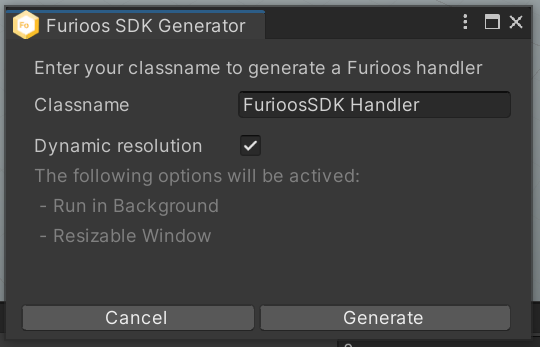 Fo Furioos SDK Generator
Enter your classname to generate a Furioos handler
Classname FurioosSDK Handler
Dynamic resolution
The following options will be actived:
- Run in Background
- Resizable Window
Cancel Generate